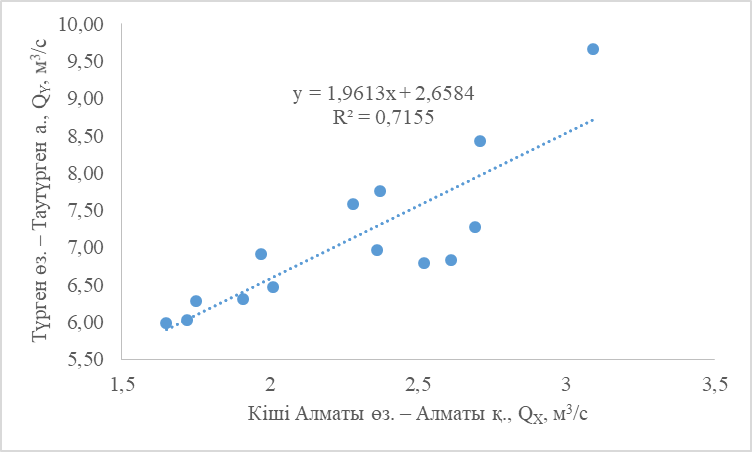 10,00
9,50
9,00
8,50
8,00
7,50
7,00
6,50
6,00
5,50
Түрген өз. – Таутүрген а., QY, м³/с
y = 1,9613x + 2,6584
R² = 0,7155
1,5 2 2,5 3 3,5
Кіші Алматы өз. – Алматы қ., QX, м³/с